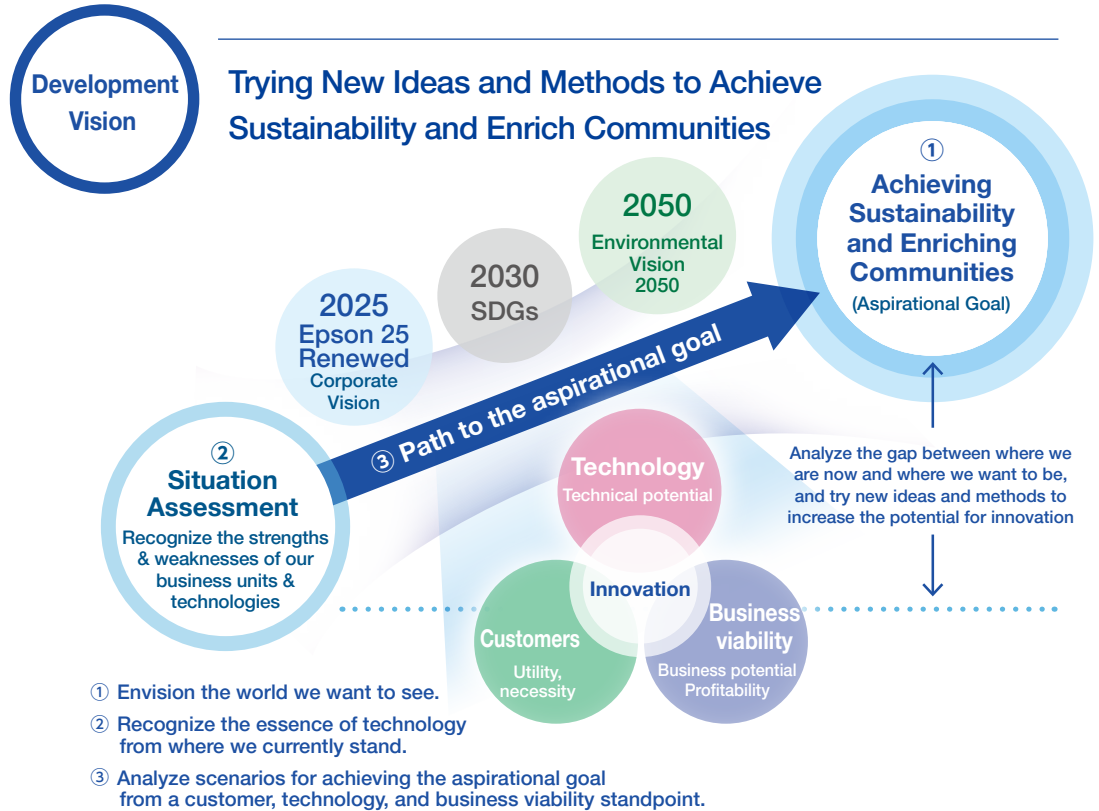 Development
Vision
Trying New Ideas and Methods to Achieve
Sustainability and Enrich Communities
①
Achieving
Sustainability
and Enriching
Communities
(Aspirational Goal)
2050
Environmental
Vision
2050
2030
SDGs
2025
Epson 25
Renewed
Corporate
Vision
③ Path to the aspirational goal
②
Situation
Assessment
Recognize the strengths
& weaknesses of our
business units &
technologies
Technology
Technical potential
Innovation
Customers
Utility,
necessity
Business
viability
Business potential
Profitability
Analyze the gap between where we
are now and where we want to be,
and try new ideas and methods to
increase the potential for innovation
① Envision the world we want to see.
② Recognize the essence of technology
from where we currently stand.
③ Analyze scenarios for achieving the aspirational goal
from a customer, technology, and business viability standpoint.